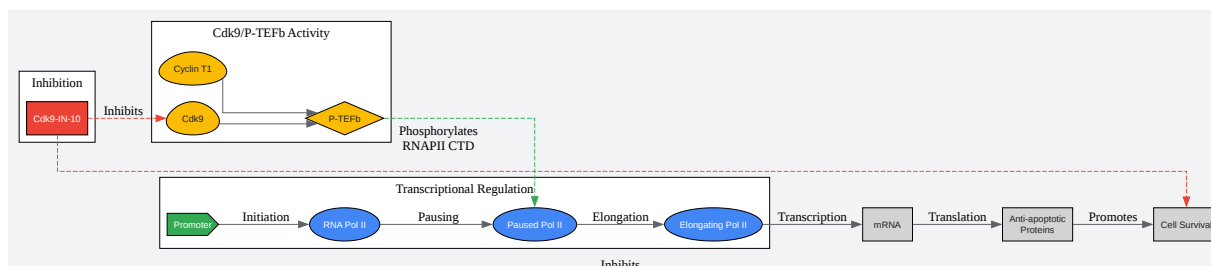 Cdk9/P-TEFb Activity
Cyclin T1
Inhibition
Cdk9-IN-10
Inhibits
Cdk9
P-TEFb
Phosphorylates
RNAPII CTD
Transcriptional Regulation
Promoter
Initiation
RNA Pol II
Pausing
Paused Pol II
Elongation
Elongating Pol II
Transcription
mRNA
Translation
Anti-apoptotic
Proteins
Promotes
Cell Survival
Inhibits